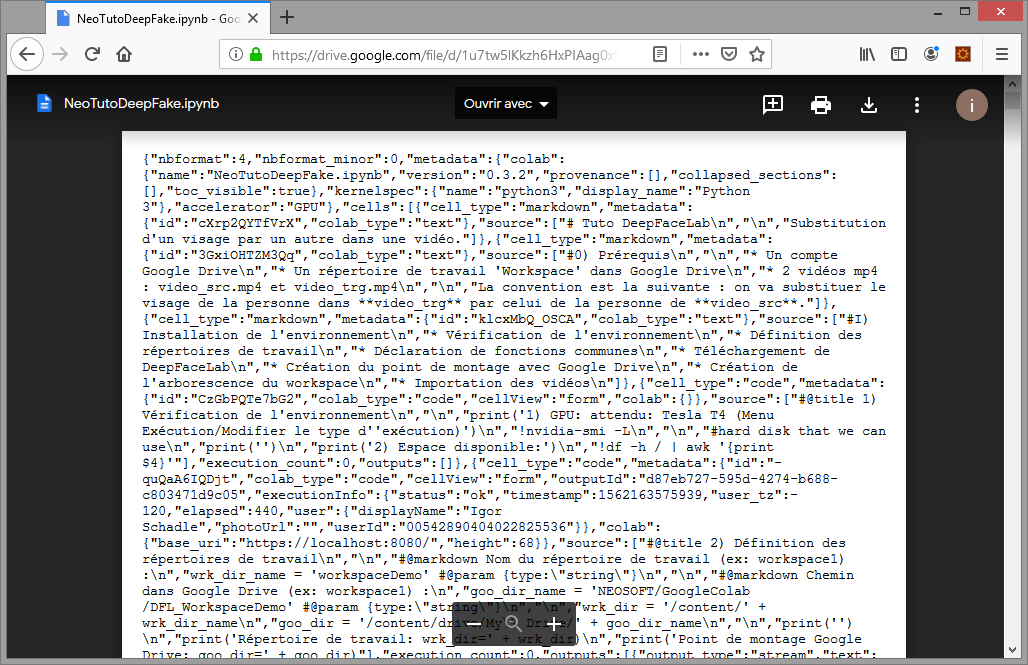 NeoTutoDeepFake.ipynb - Goo
https://drive.google.com/file/d/1u7tw5lKkzh6HxPIAag0x
NeoTutoDeepFake.ipynb
Ouvrir avec
i
{"nbformat":4,"nbformat_minor":0,"metadata":{"colab":
{"name":"NeoTutoDeepFake.ipynb","version":"0.3.2","provenance":[],"collapsed_sections":
[],"toc_visible":true},"kernelspec":{"name":"python3","display_name":"Python
3"},"accelerator":"GPU"},"cells":[{"cell_type":"markdown","metadata":
{"id":"cXrp2QYTfVrX","colab_type":"text"},"source":["# Tuto DeepFaceLab\n","\n","Substitution
d'un visage par un autre dans une vidéo."]},{"cell_type":"markdown","metadata":
{"id":"3GxiOHTZM3Qq","colab_type":"text"},"source":["#0) Prérequis\n","\n","* Un compte
Google Drive\n","* Un répertoire de travail 'Workspace' dans Google Drive\n","* 2 vidéos mp4
: video_src.mp4 et video_trg.mp4\n","\n","La convention est la suivante : on va substituer le
visage de la personne dans **video_trg** par celui de la personne de **video_src**."]},
{"cell_type":"markdown","metadata":{"id":"klcxMbQ_OSCA","colab_type":"text"},"source":["#I)
Installation de l'environnement\n","* Vérification de l'environnement\n","* Définition des
répertoires de travail\n","* Déclaration de fonctions communes\n","* Téléchargement de
DeepFaceLab\n","* Création du point de montage avec Google Drive\n","* Création de
l'arborescence du workspace\n","* Importation des vidéos\n"]},{"cell_type":"code","metadata":
{"id":"CzGbPQTe7bG2","colab_type":"code","cellView":"form","colab":{}},"source":["#@title 1)
Vérification de l'environnement\n","\n","print('1) GPU: attendu: Tesla T4 (Menu
Exécution/Modifier le type d''exécution)')\n","!nvidia-smi -L\n","\n","#hard disk that we can
use\n","print('')\n","print('2) Espace disponible:')\n","!df -h / | awk '{print
$4}'"],"execution_count":0,"outputs":[]},{"cell_type":"code","metadata":{"id":"-
quQaA6IQDjt","colab_type":"code","cellView":"form","outputId":"d87eb727-595d-4274-b688-
c803471d9c05","executionInfo":{"status":"ok","timestamp":1562163575939,"user_tz":-
120,"elapsed":440,"user":{"displayName":"Igor
Schadle","photoUrl":"","userId":"00542890404022825536"}},"colab":
{"base_uri":"https://localhost:8080/","height":68}},"source":["#@title 2) Définition des
répertoires de travail\n","\n","#@markdown Nom du répertoire de travail (ex: workspace1)
:\n","wrk_dir_name = 'workspaceDemo' #@param {type:\"string\"}\n","\n","#@markdown Chemin
dans Google Drive (ex: workspace1) :\n","goo_dir_name = 'NEOSOFT/GoogleColab
/DFL_WorkspaceDemo' #@param {type:\"string\"}\n","\n","wrk_dir = '/content/' +
wrk_dir_name\n","goo_dir = '/content/drive/My Drive/' + goo_dir_name\n","\n","print('')
\n","print('Répertoire de travail: wrk_dir=' + wrk_dir)\n","print('Point de montage Google
Drive: goo_dir=' + goo_dir)"],"execution_count":0,"outputs":[{"output_type":"stream","text":